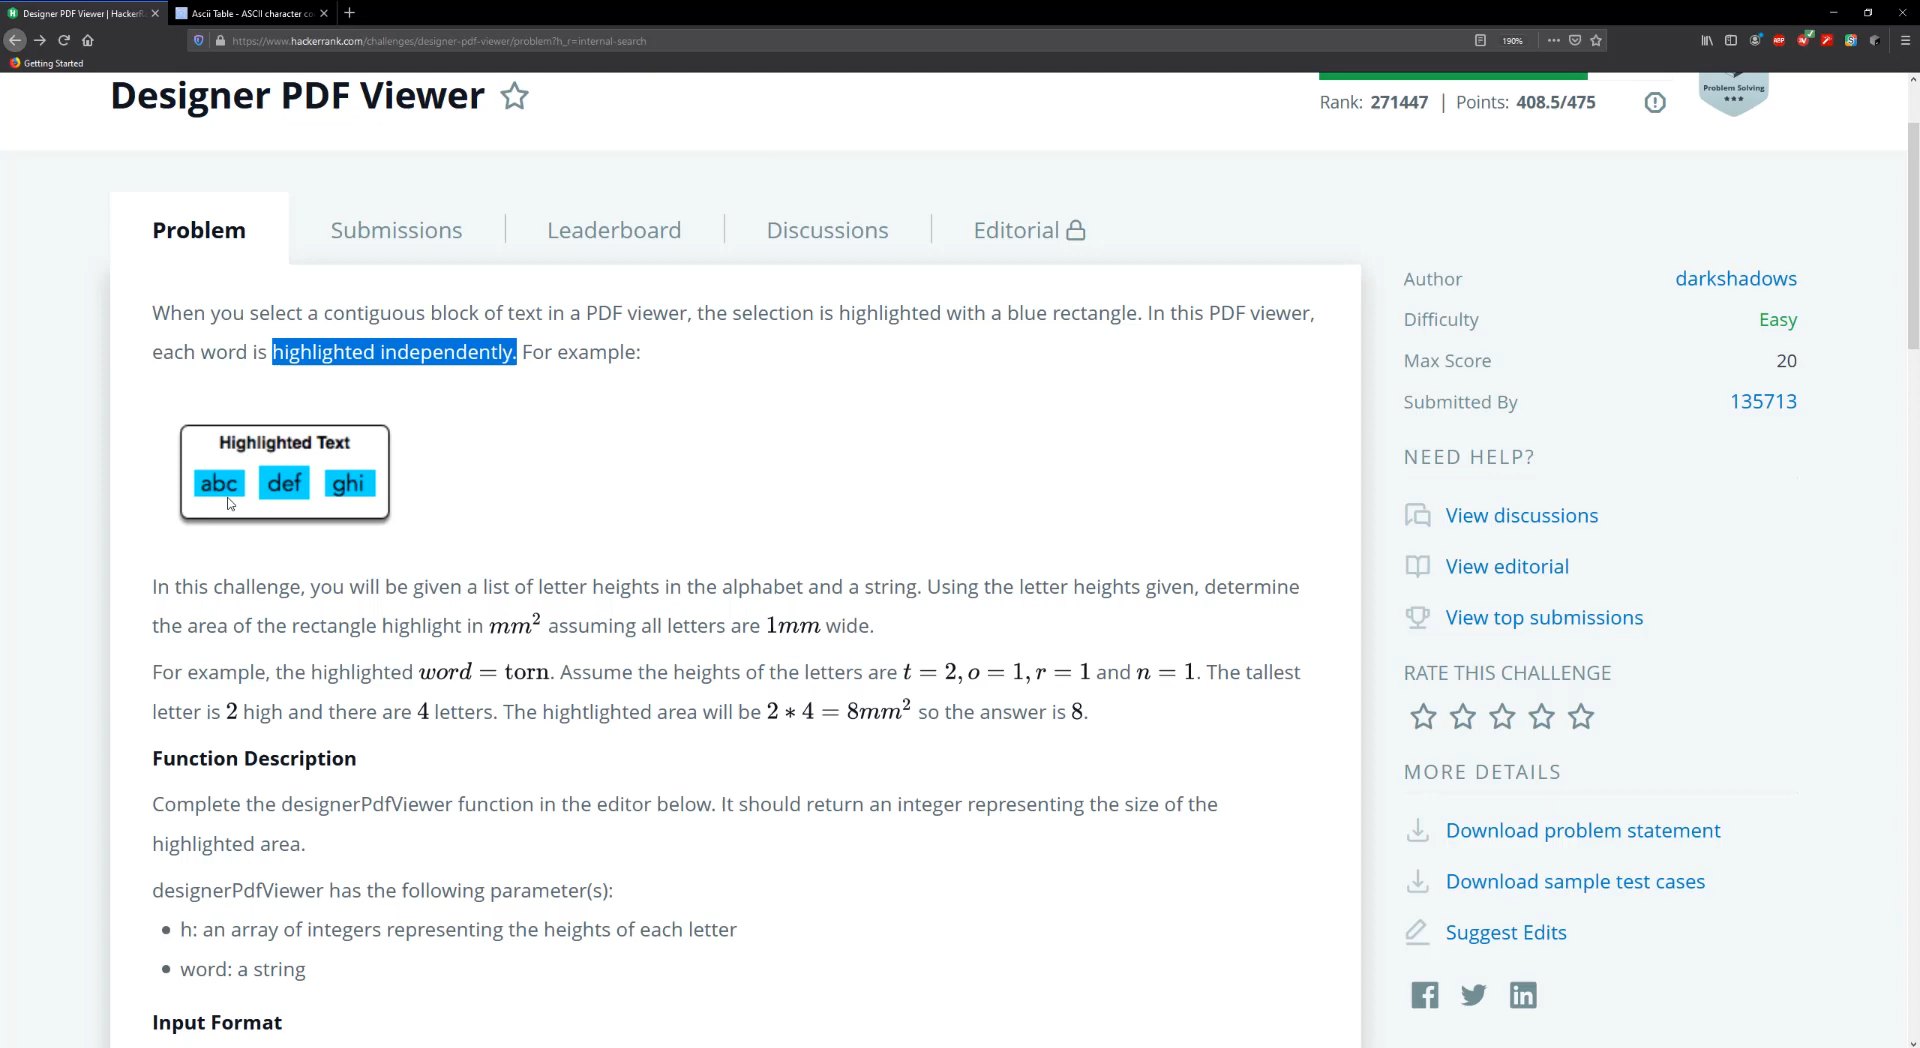 Designer PDF Viewer | HackerR
Ascii Table - ASCII character co
https://www.hackerrank.com/challenges/designer-pdf-viewer/problem?h_r=internal-search
190%
Getting Started
Designer PDF Viewer
Rank: 271447 | Points: 408.5/475
Problem Solving
Problem
Submissions
Leaderboard
Discussions
Editorial
When you select a contiguous block of text in a PDF viewer, the selection is highlighted with a blue rectangle. In this PDF viewer,
each word is highlighted independently. For example:
Highlighted Text
abc def ghi
In this challenge, you will be given a list of letter heights in the alphabet and a string. Using the letter heights given, determine
the area of the rectangle highlight in mm² assuming all letters are 1mm wide.
For example, the highlighted word = torn. Assume the heights of the letters are t = 2, o = 1, r = 1 and n = 1. The tallest
letter is 2 high and there are 4 letters. The hightlighted area will be 2 * 4 = 8mm² so the answer is 8.
Function Description
Complete the designerPdfViewer function in the editor below. It should return an integer representing the size of the
highlighted area.
designerPdfViewer has the following parameter(s):
• h: an array of integers representing the heights of each letter
• word: a string
Input Format
Author darkshadows
Difficulty Easy
Max Score 20
Submitted By 135713
NEED HELP?
View discussions
View editorial
View top submissions
RATE THIS CHALLENGE
MORE DETAILS
Download problem statement
Download sample test cases
Suggest Edits